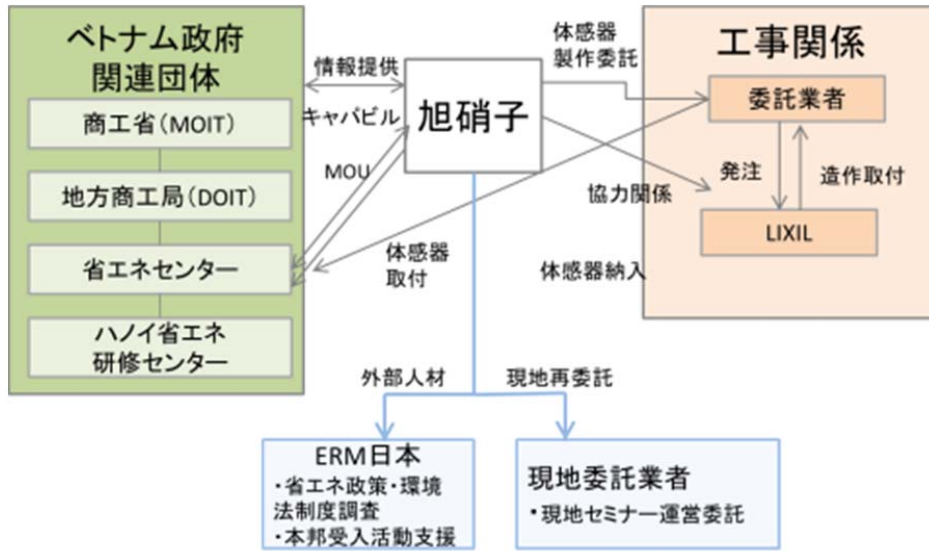 ベトナム政府
関連団体
商工省(MOIT)
地方商工局(DOIT)
省エネセンター
ハノイ省エネ
研修センター
情報提供
キャパビル
MOU
旭硝子
体感器
製作委託
工事関係
委託業者
発注
造作取付
LIXIL
協力関係
体感器
取付
体感器納入
外部人材
現地再委託
ERM日本
・省エネ政策・環境
法制度調査
・本邦受入活動支援
現地委託業者
・現地セミナー運営委託